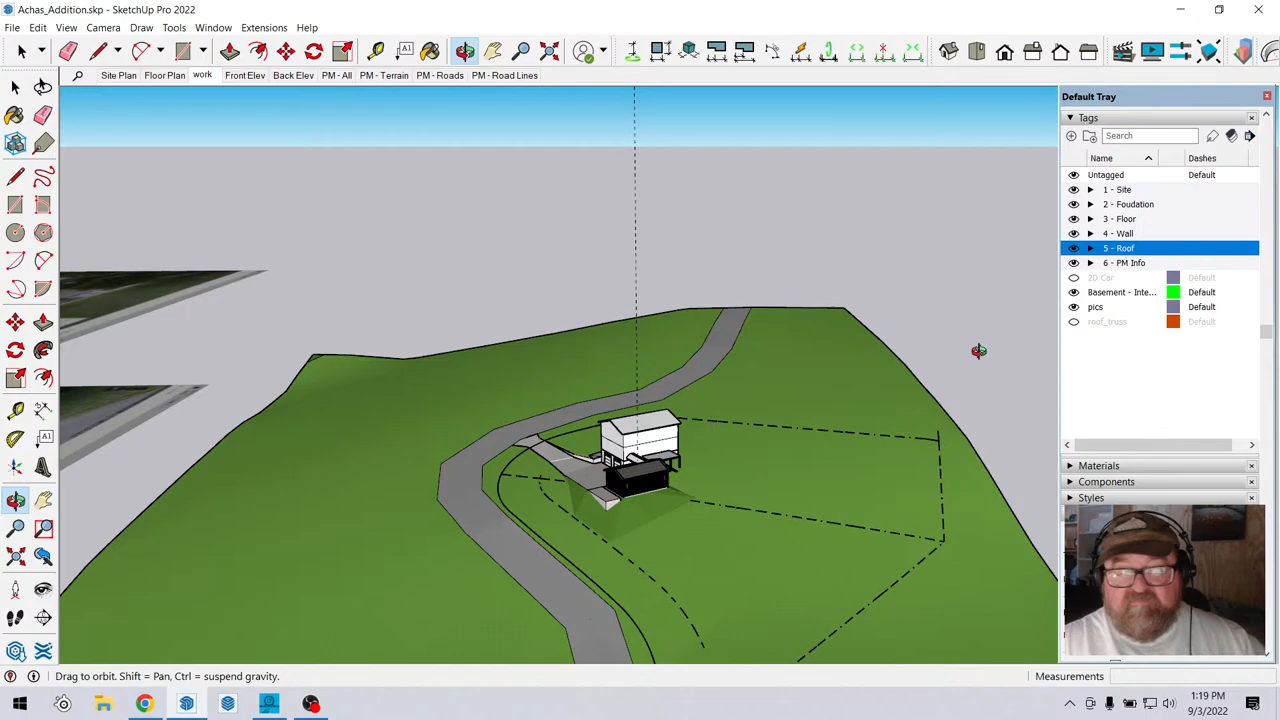 Achas_Addition.skp - SketchUp Pro 2022
File Edit View Camera Draw Tools Window Extensions Help
Site Plan Floor Plan work Front Elev Back Elev PM - All PM - Terrain PM - Roads PM - Road Lines
Default Tray
Tags
Search
Name Dashes
Untagged Default
1 - Site
2 - Foudation
3 - Floor
4 - Wall
5 - Roof
6 - PM Info
2D Car Default
Basement - Inte... Default
pics Default
roof_truss Default
Materials
Components
Styles
Drag to orbit. Shift = Pan, Ctrl = suspend gravity.
Measurements
1:19 PM
9/3/2022